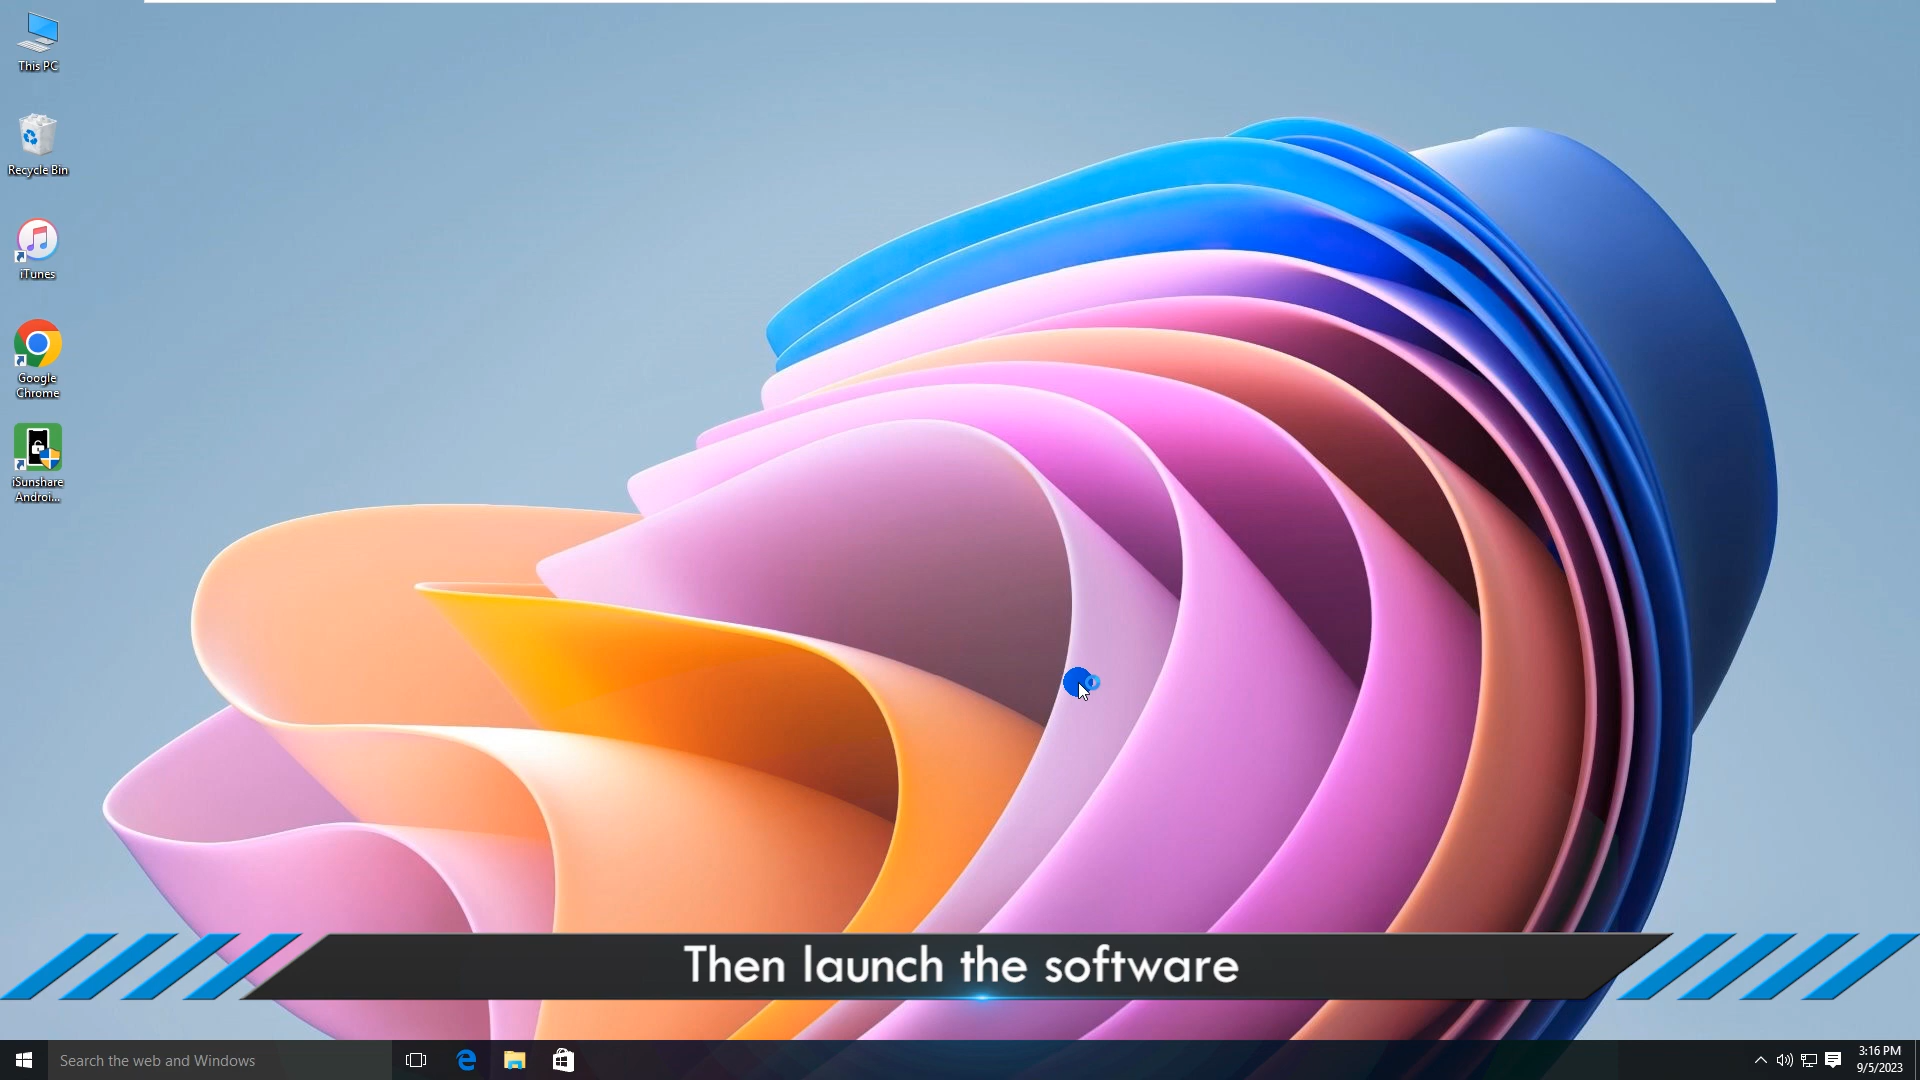 This PC
Recycle Bin
iTunes
Google
Chrome
iSunshare
Androi...
Then launch the software
Search the web and Windows
3:16 PM
9/5/2023